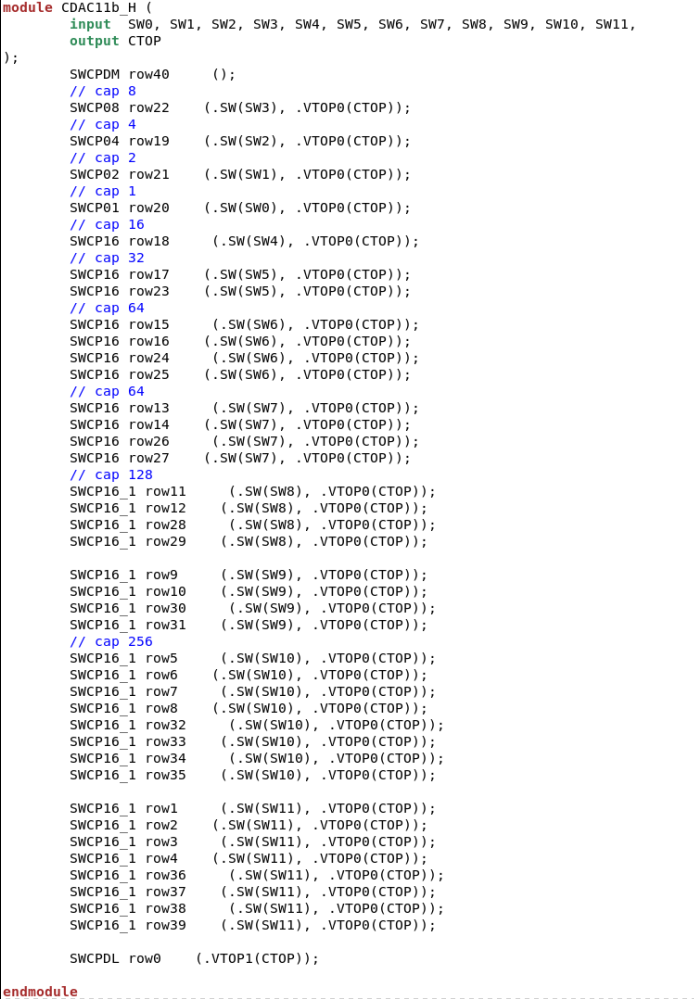 module CDAC11b_H (
        input  SW0, SW1, SW2, SW3, SW4, SW5, SW6, SW7, SW8, SW9, SW10, SW11,
        output CTOP
);
        SWCPDM row40     ();
        // cap 8
        SWCP08 row22    (.SW(SW3), .VTOP0(CTOP));
        // cap 4
        SWCP04 row19    (.SW(SW2), .VTOP0(CTOP));
        // cap 2
        SWCP02 row21    (.SW(SW1), .VTOP0(CTOP));
        // cap 1
        SWCP01 row20    (.SW(SW0), .VTOP0(CTOP));
        // cap 16
        SWCP16 row18     (.SW(SW4), .VTOP0(CTOP));
        // cap 32
        SWCP16 row17    (.SW(SW5), .VTOP0(CTOP));
        SWCP16 row23    (.SW(SW5), .VTOP0(CTOP));
        // cap 64
        SWCP16 row15     (.SW(SW6), .VTOP0(CTOP));
        SWCP16 row16    (.SW(SW6), .VTOP0(CTOP));
        SWCP16 row24     (.SW(SW6), .VTOP0(CTOP));
        SWCP16 row25    (.SW(SW6), .VTOP0(CTOP));
        // cap 64
        SWCP16 row13     (.SW(SW7), .VTOP0(CTOP));
        SWCP16 row14    (.SW(SW7), .VTOP0(CTOP));
        SWCP16 row26     (.SW(SW7), .VTOP0(CTOP));
        SWCP16 row27    (.SW(SW7), .VTOP0(CTOP));
        // cap 128
        SWCP16_1 row11     (.SW(SW8), .VTOP0(CTOP));
        SWCP16_1 row12    (.SW(SW8), .VTOP0(CTOP));
        SWCP16_1 row28     (.SW(SW8), .VTOP0(CTOP));
        SWCP16_1 row29    (.SW(SW8), .VTOP0(CTOP));

        SWCP16_1 row9     (.SW(SW9), .VTOP0(CTOP));
        SWCP16_1 row10    (.SW(SW9), .VTOP0(CTOP));
        SWCP16_1 row30     (.SW(SW9), .VTOP0(CTOP));
        SWCP16_1 row31    (.SW(SW9), .VTOP0(CTOP));
        // cap 256
        SWCP16_1 row5     (.SW(SW10), .VTOP0(CTOP));
        SWCP16_1 row6    (.SW(SW10), .VTOP0(CTOP));
        SWCP16_1 row7     (.SW(SW10), .VTOP0(CTOP));
        SWCP16_1 row8    (.SW(SW10), .VTOP0(CTOP));
        SWCP16_1 row32     (.SW(SW10), .VTOP0(CTOP));
        SWCP16_1 row33    (.SW(SW10), .VTOP0(CTOP));
        SWCP16_1 row34     (.SW(SW10), .VTOP0(CTOP));
        SWCP16_1 row35    (.SW(SW10), .VTOP0(CTOP));

        SWCP16_1 row1     (.SW(SW11), .VTOP0(CTOP));
        SWCP16_1 row2    (.SW(SW11), .VTOP0(CTOP));
        SWCP16_1 row3     (.SW(SW11), .VTOP0(CTOP));
        SWCP16_1 row4    (.SW(SW11), .VTOP0(CTOP));
        SWCP16_1 row36     (.SW(SW11), .VTOP0(CTOP));
        SWCP16_1 row37    (.SW(SW11), .VTOP0(CTOP));
        SWCP16_1 row38     (.SW(SW11), .VTOP0(CTOP));
        SWCP16_1 row39    (.SW(SW11), .VTOP0(CTOP));

        SWCPDL row0    (.VTOP1(CTOP));

endmodule